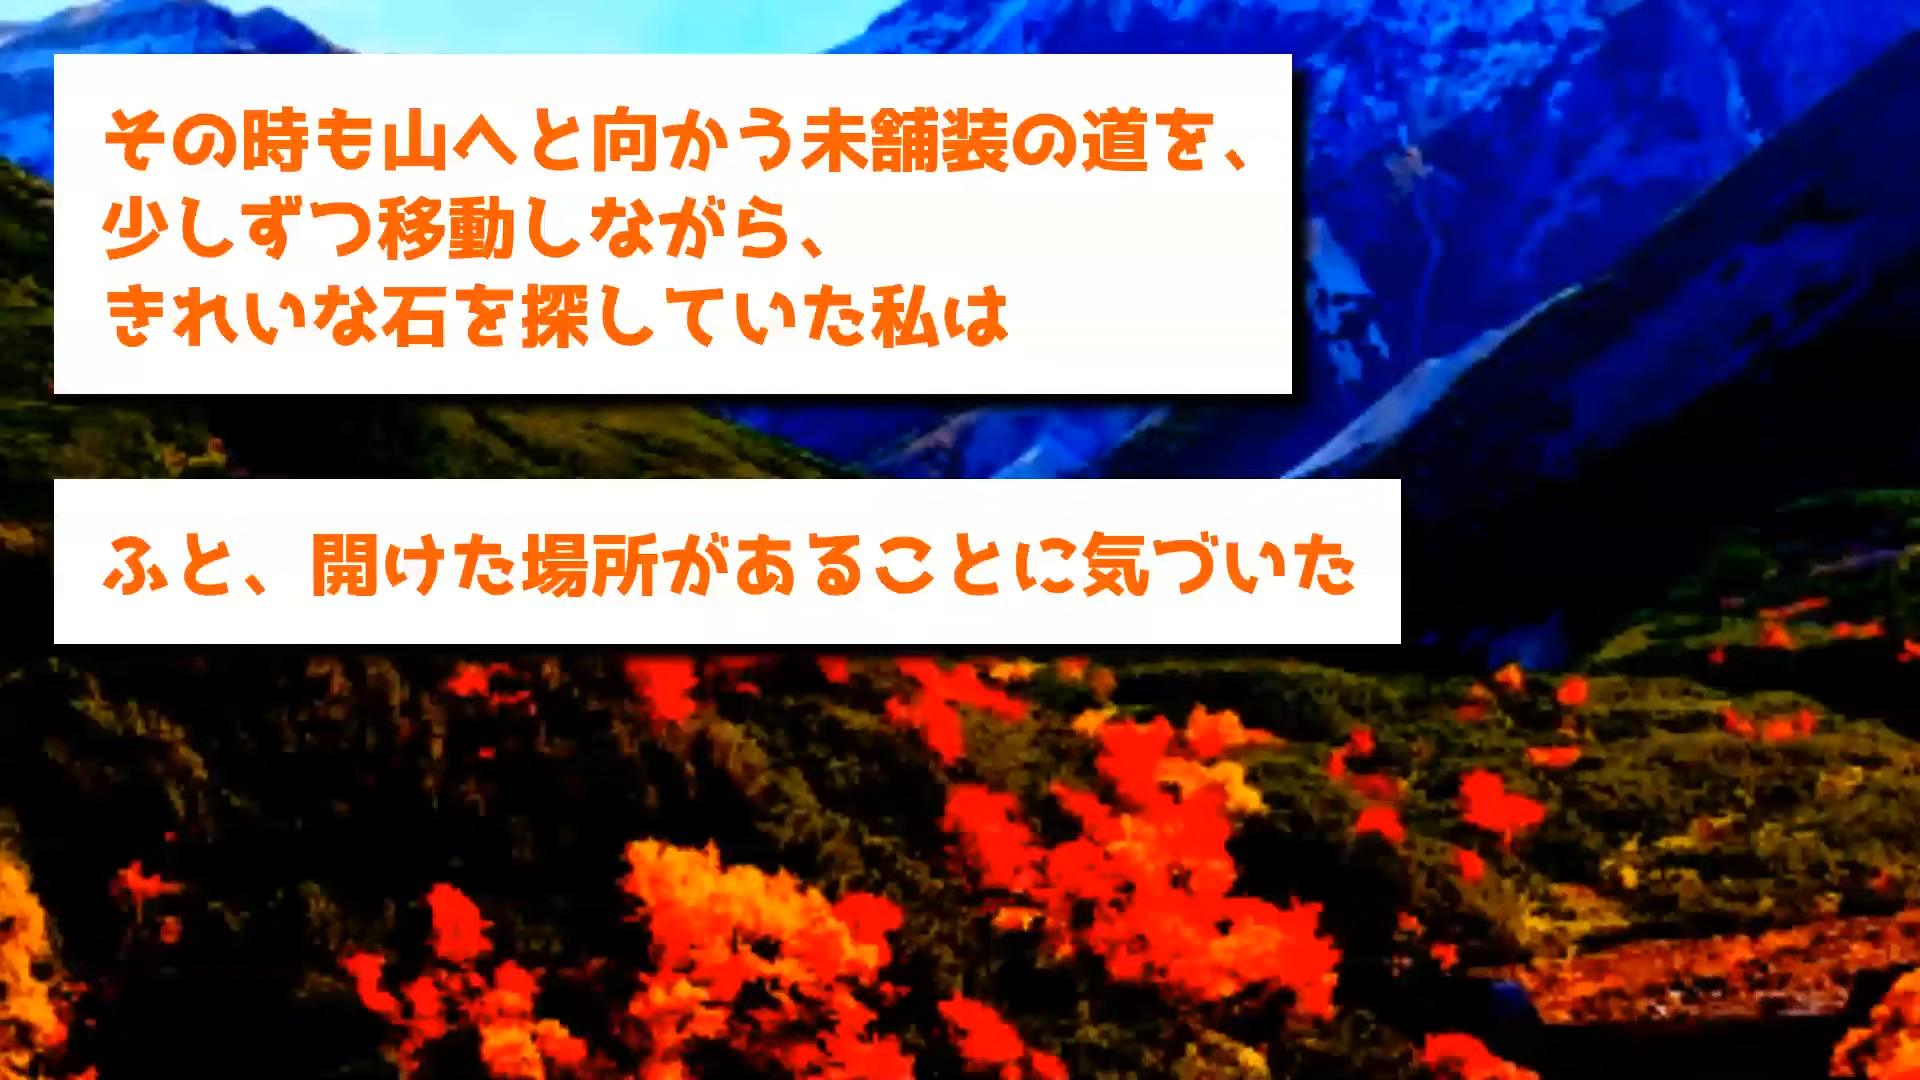 その時も山へと向かう未舗装の道を、
少しずつ移動しながら、
きれいな石を探していた私は
ふと、開けた場所があることに気づいた